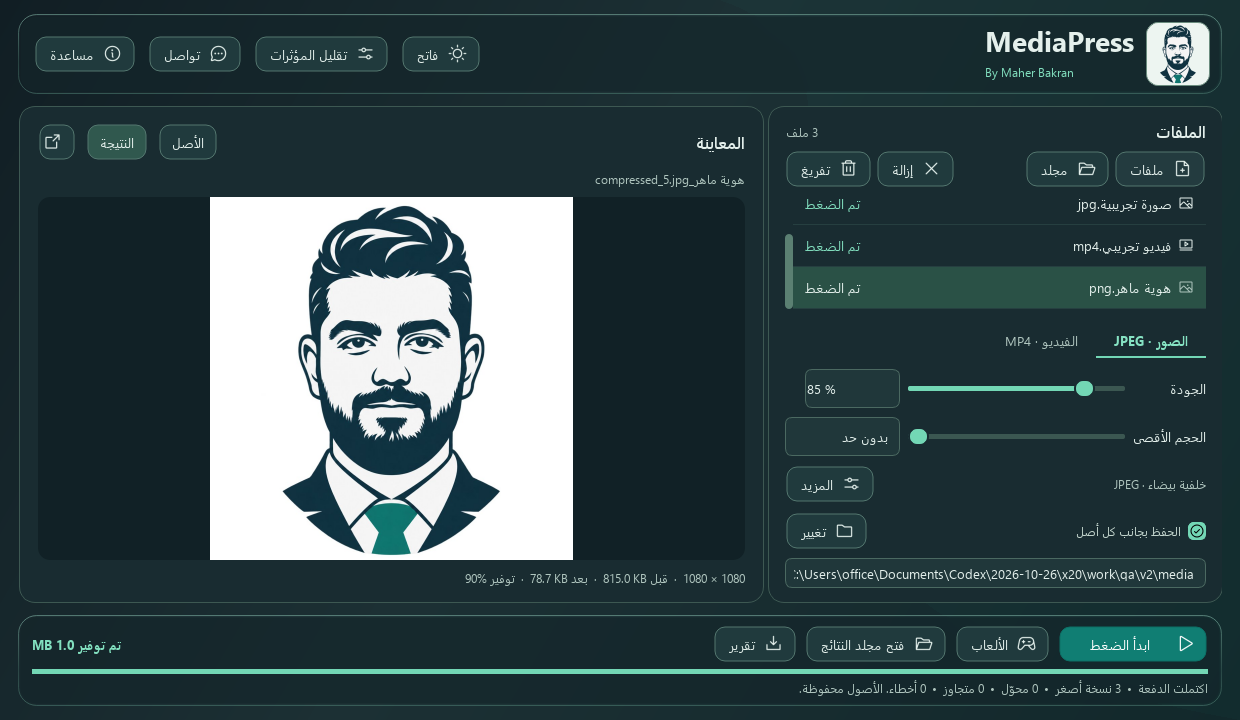 MediaPress
By Maher Bakran
فاتح
تقليل المؤثرات
تواصل
مساعدة
الملفات
3 ملف
ملفات
مجلد
إزالة
تفريغ
صورة تجريبية.jpg تم الضغط
فيديو تجريبي.mp4 تم الضغط
هوية ماهر.png تم الضغط
الصور · JPEG
الفيديو · MP4
الجودة
85 %
الحجم الأقصى
بدون حد
خلفية بيضاء · JPEG
المزيد
الحفظ بجانب كل أصل
تغيير
:\Users\office\Documents\Codex\2026-10-26\x20\work\qa\v2\media
المعاينة
الأصل
النتيجة
هوية ماهر_compressed_5.jpg
1080 × 1080 · قبل 815.0 KB · بعد 78.7 KB · توفير 90%
ابدأ الضغط
الألعاب
فتح مجلد النتائج
تقرير
تم توفير 1.0 MB
اكتملت الدفعة • 3 نسخة أصغر • 0 محوّل • 0 متجاوز • 0 أخطاء. الأصول محفوظة.